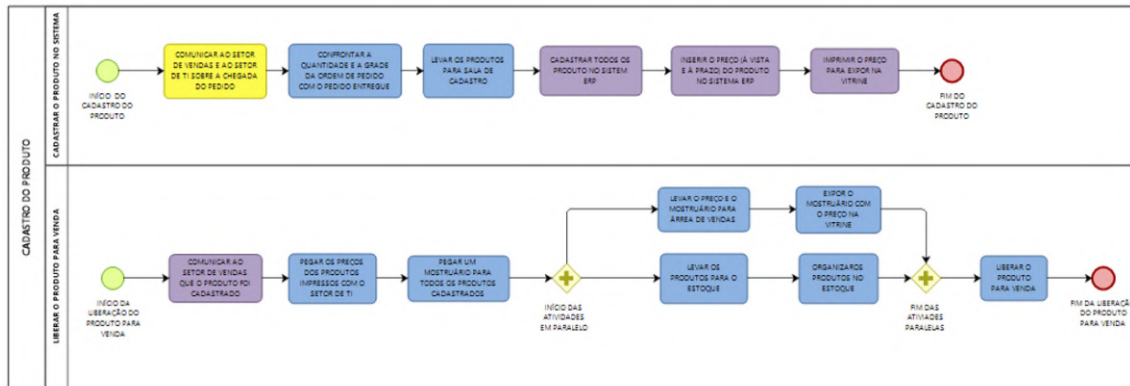 CADASTRO DO PRODUTO
CADASTRAR O PRODUTO NO SISTEMA
INÍCIO DO
CADASTRO DO
PRODUTO
COMUNICAR AO SETOR
DE VENDAS E AO SETOR
DE TI SOBRE A CHEGADA
DO PEDIDO
CONFRONTAR A
QUANTIDADE E A GRADE
DA ORDEM DE PEDIDO
COM O PEDIDO ENTREGUE
LEVAR OS PRODUTOS
PARA SALA DE
CADASTRO
CADASTRAR TODOS OS
PRODUTO NO SISTEM
ERP
INSERIR O PREÇO (À VISTA
E À PRAZO) DO PRODUTO
NO SISTEMA ERP
IMPRIMIR O PREÇO
PARA EXPOR NA
VITRINE
FIM DO
CADASTRO DO
PRODUTO
LIBERAR O PRODUTO PARA VENDA
INÍCIO DA
LIBERAÇÃO DO
PRODUTO PARA
VENDA
COMUNICAR AO
SETOR DE VENDAS
QUE O PRODUTO FOI
CADASTRADO
PEGAR OS PREÇOS
DOS PRODUTOS
IMPRESSOS COM O
SETOR DE TI
PEGAR UM
MOSTRUÁRIO PARA
TODOS OS PRODUTOS
CADASTRADOS
INÍCIO DAS
ATIVIDADES
EM PARALELO
LEVAR O PREÇO E O
MOSTRUÁRIO PARA
ÁREA DE VENDAS
EXPOR O
MOSTRUÁRIO COM
O PREÇO NA
VITRINE
LEVAR OS
PRODUTOS PARA O
ESTOQUE
ORGANIZAR OS
PRODUTOS NO
ESTOQUE
FIM DAS
ATIVIADES
PARALELAS
LIBERAR O
PRODUTO
PARA VENDA
FIM DA LIBERAÇÃO
DO PRODUTO
PARA VENDA